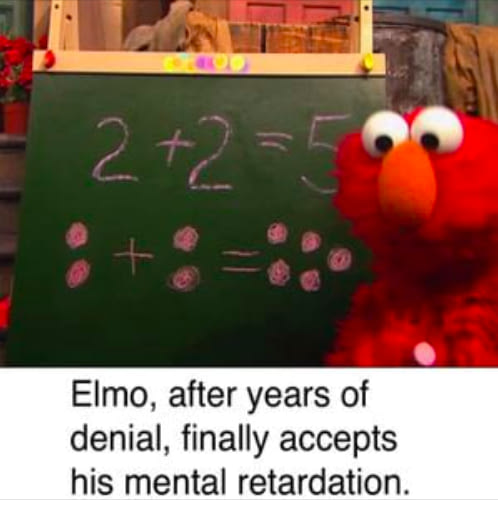 2+2=5
+ =
Elmo, after years of
denial, finally accepts
his mental retardation.